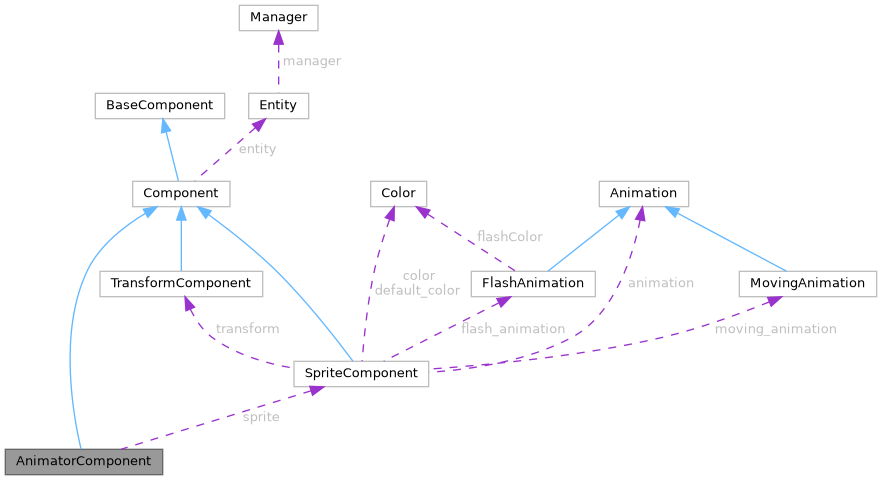 Manager
manager
BaseComponent
Entity
entity
Component
Color
Animation
flashColor
TransformComponent
color
default_color
FlashAnimation
animation
MovingAnimation
transform
flash_animation
moving_animation
SpriteComponent
sprite
AnimatorComponent